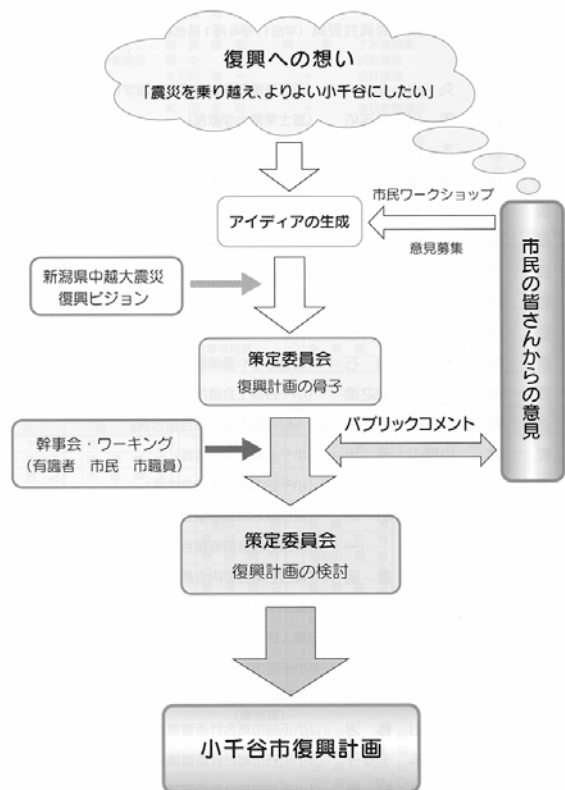 復興への想い
「震災を乗り越え、よりよい小千谷にしたい」
アイディアの生成
市民ワークショップ
意見募集
市民の皆さんからの意見
新潟県中越大震災
復興ビジョン
策定委員会
復興計画の骨子
パブリックコメント
幹事会・ワーキング
(有識者 市民 市職員)
策定委員会
復興計画の検討
小千谷市復興計画